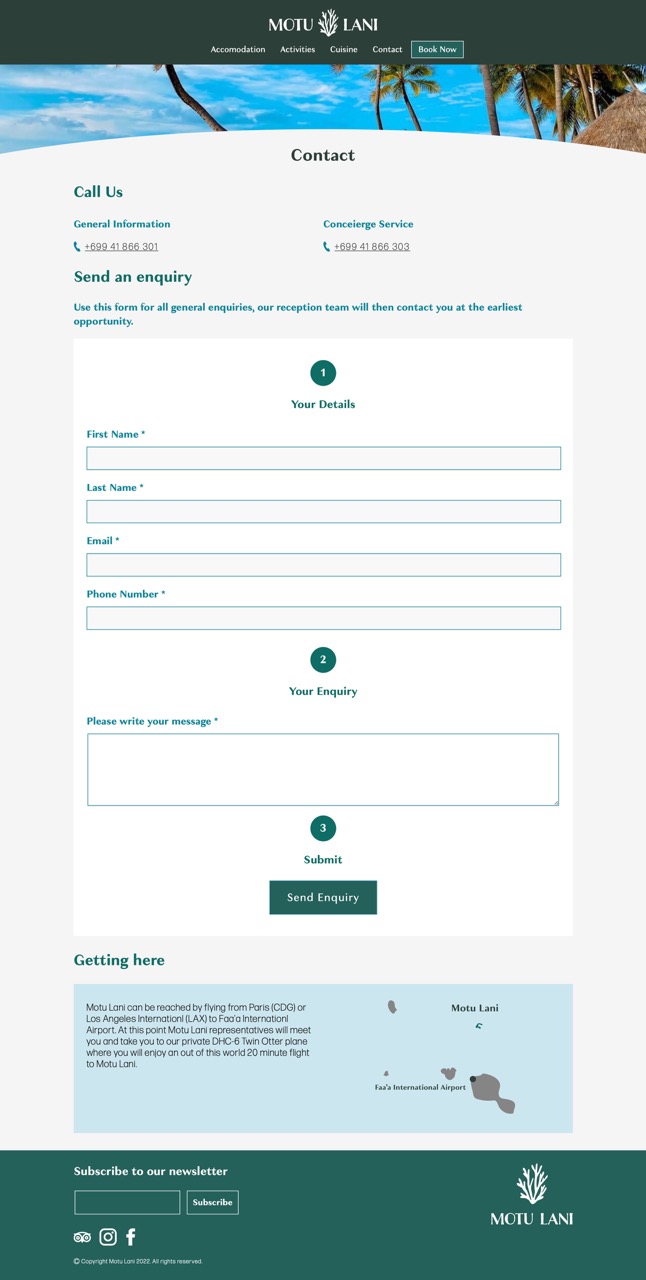 MOTU LANI
Accomodation Activities Cuisine Contact Book Now
Contact
Call Us
General Information
+699 41 866 301
Conceierge Service
+699 41 866 303
Send an enquiry
Use this form for all general enquiries, our reception team will then contact you at the earliest
opportunity.
1
Your Details
First Name *
Last Name *
Email *
Phone Number *
2
Your Enquiry
Please write your message *
3
Submit
Send Enquiry
Getting here
Motu Lani can be reached by flying from Paris (CDG) or
Los Angeles Internationl (LAX) to Faa'a Internationl
Airport. At this point Motu Lani representatives will meet
you and take you to our private DHC-6 Twin Otter plane
where you will enjoy an out of this world 20 minute flight
to Motu Lani.
Motu Lani
Faa'a International Airport
Subscribe to our newsletter
Subscribe
© Copyright Motu Lani 2022. All rights reserved.
MOTU LANI